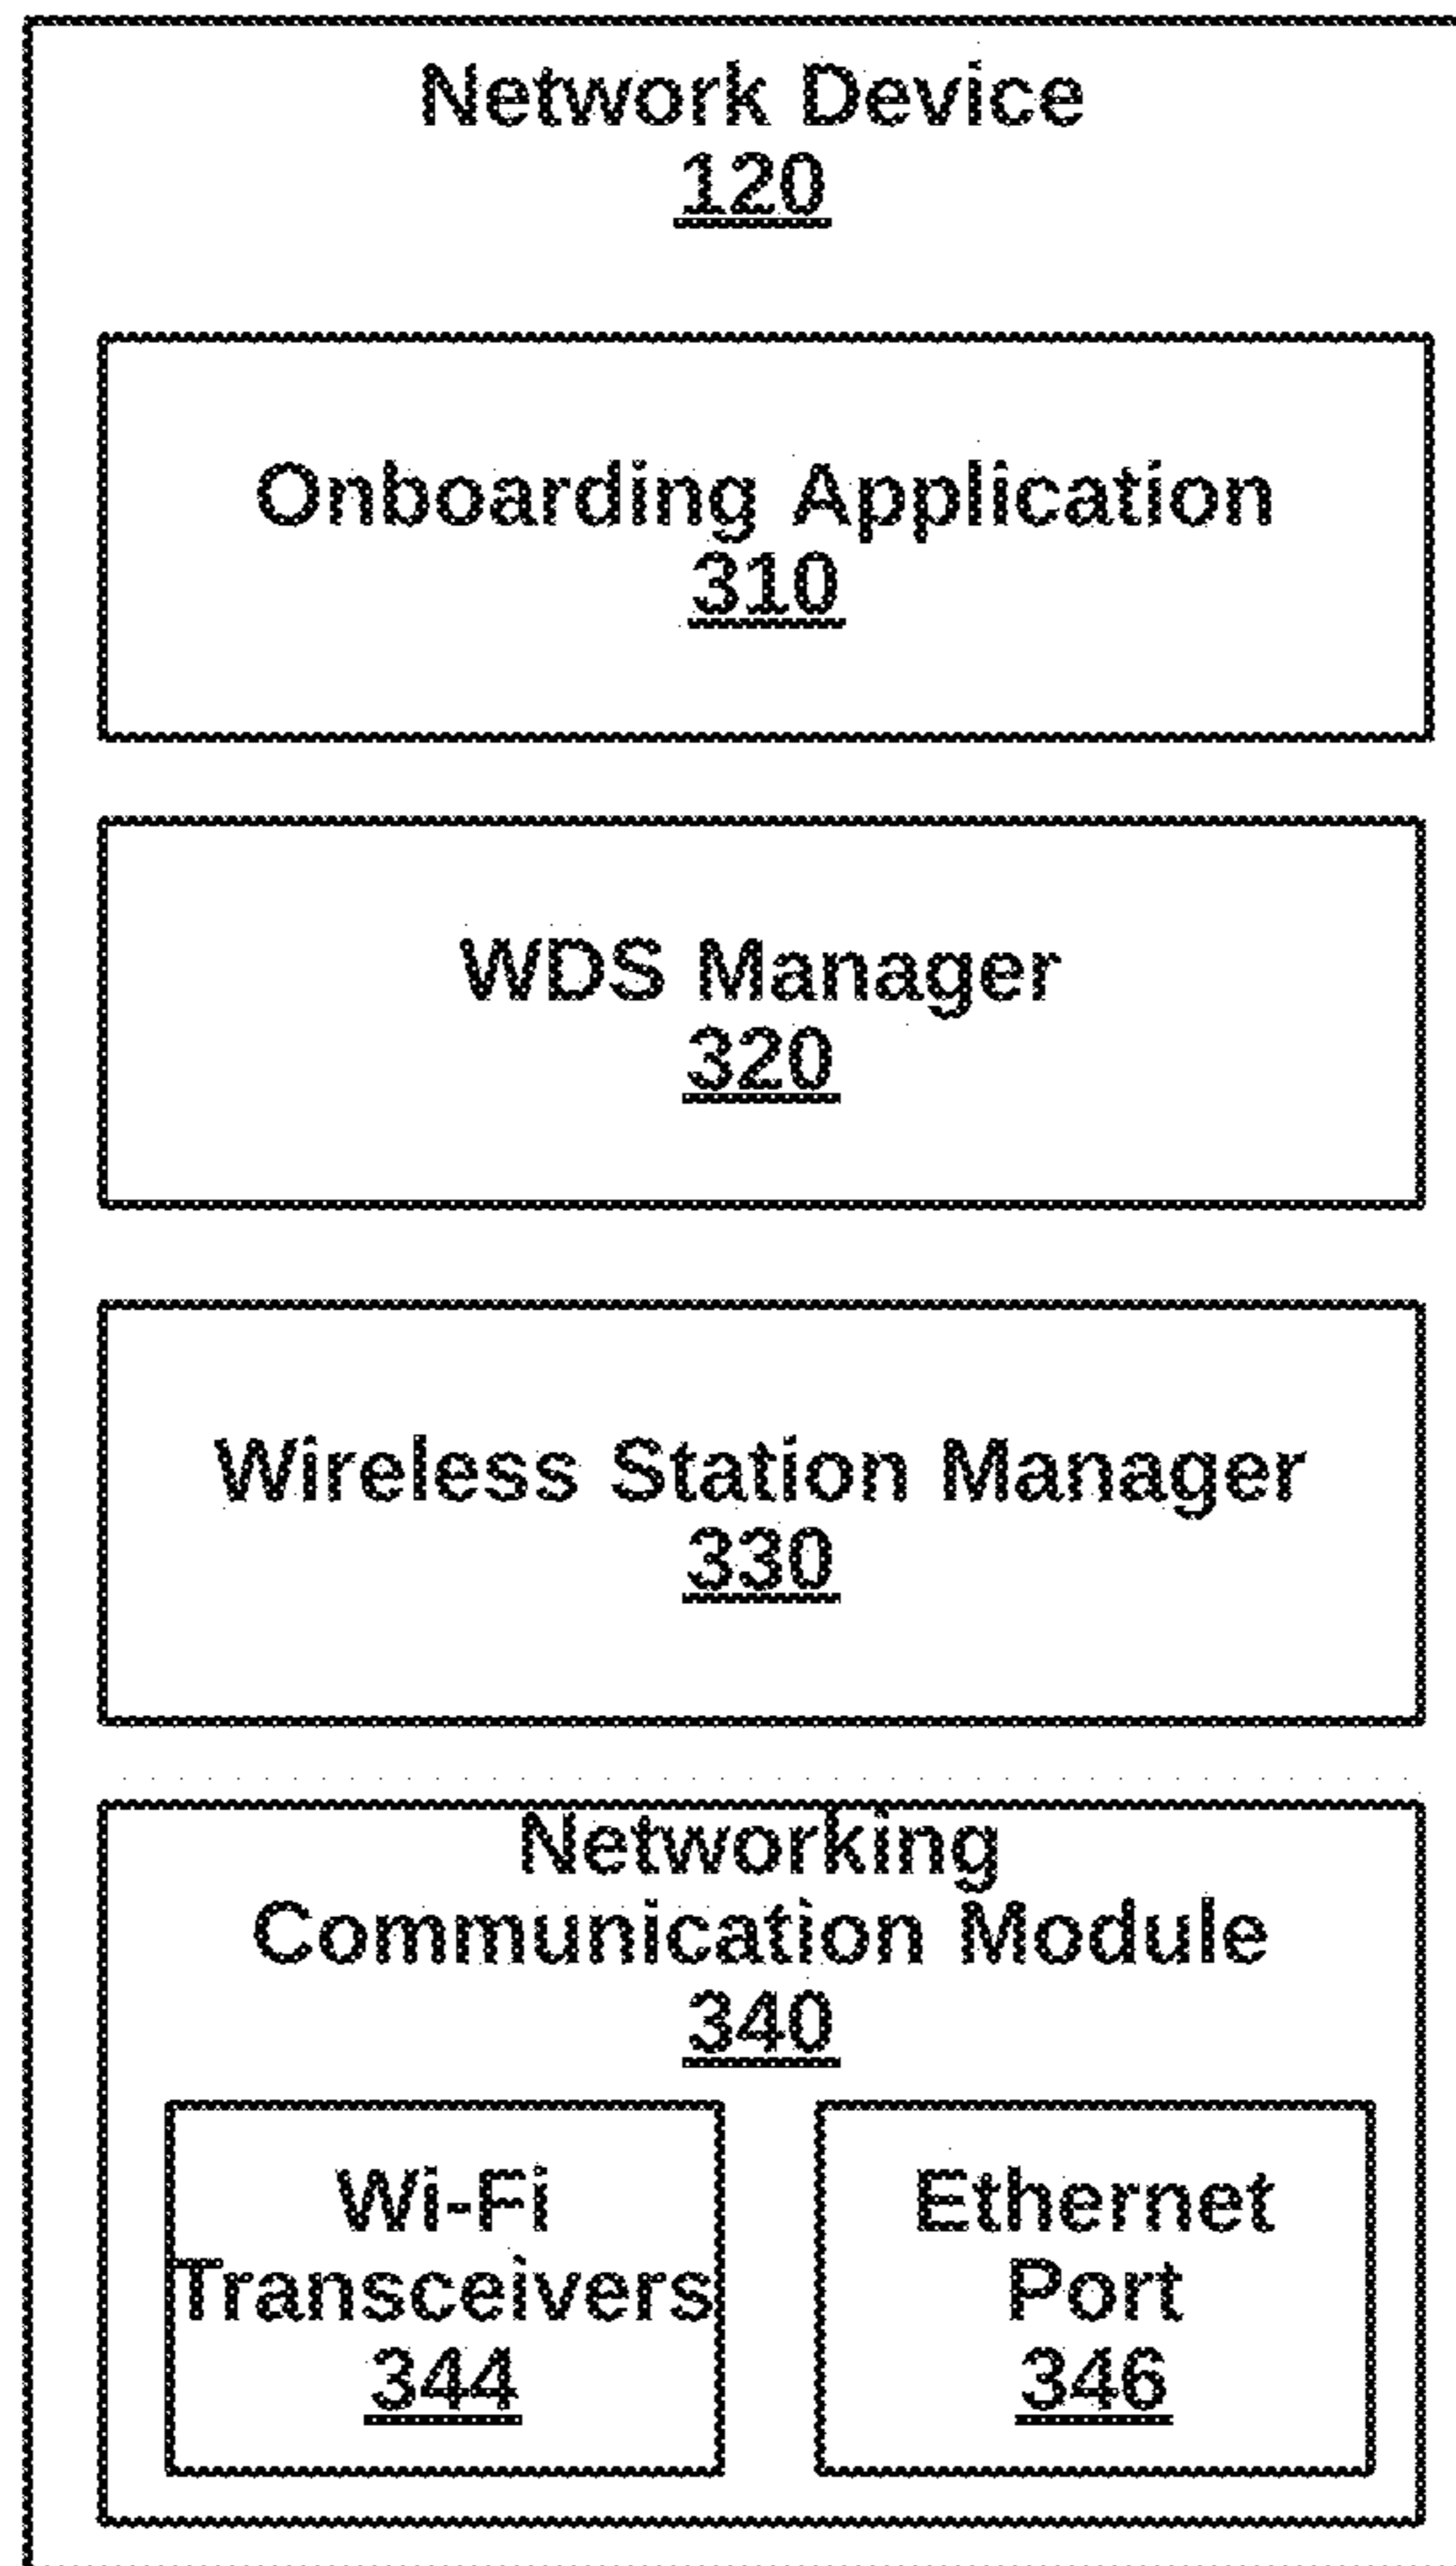 Network Device
120
Onboarding Application
310
WDS Manager
320
Wireless Station Manager
330
Networking
Communication Module
340
Wi-Fi
Transceivers
344
Ethernet
Port
346